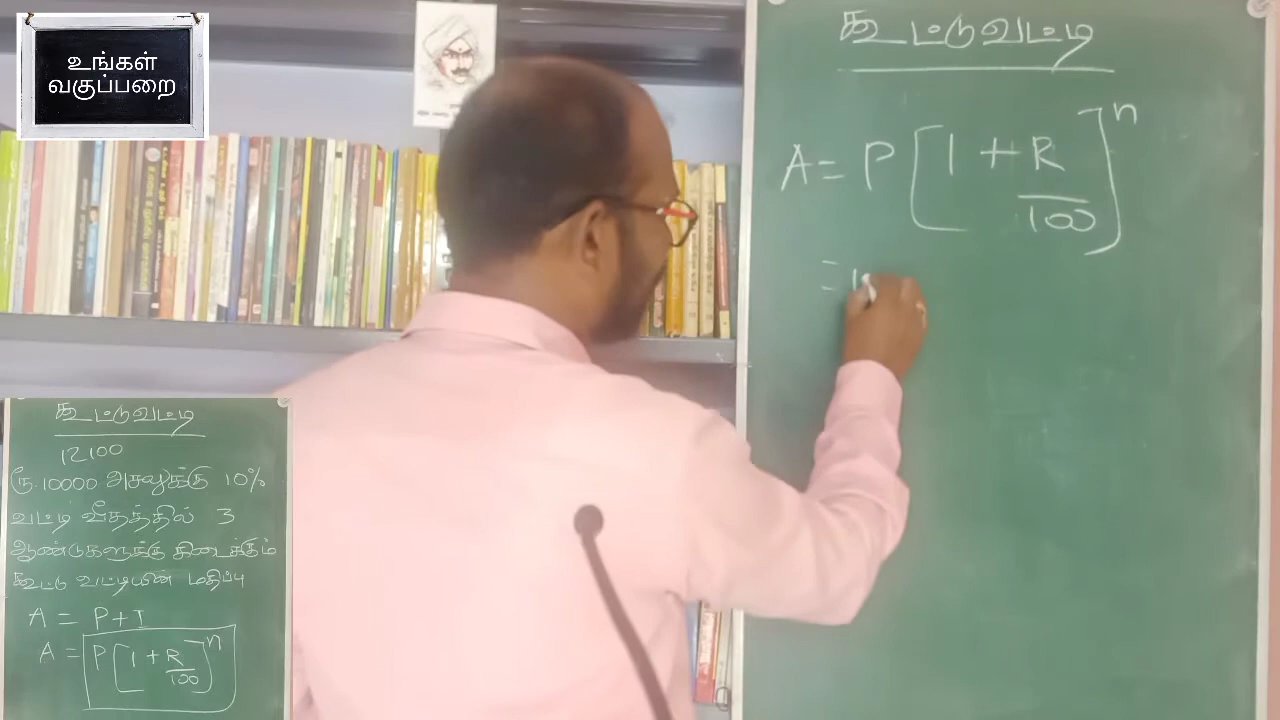 உங்கள்
வகுப்பறை
கூட்டுவட்டி
A = P [1 + R/100]ⁿ
= 1
கூட்டுவட்டி
12100
ரூ.10000 அசலுக்கு 10%
வட்டி வீதத்தில் 3
ஆண்டுகளுக்கு கிடைக்கும்
கூட்டு வட்டியின் மதிப்பு
A = P+I
A = P [1 + R/100]ⁿ